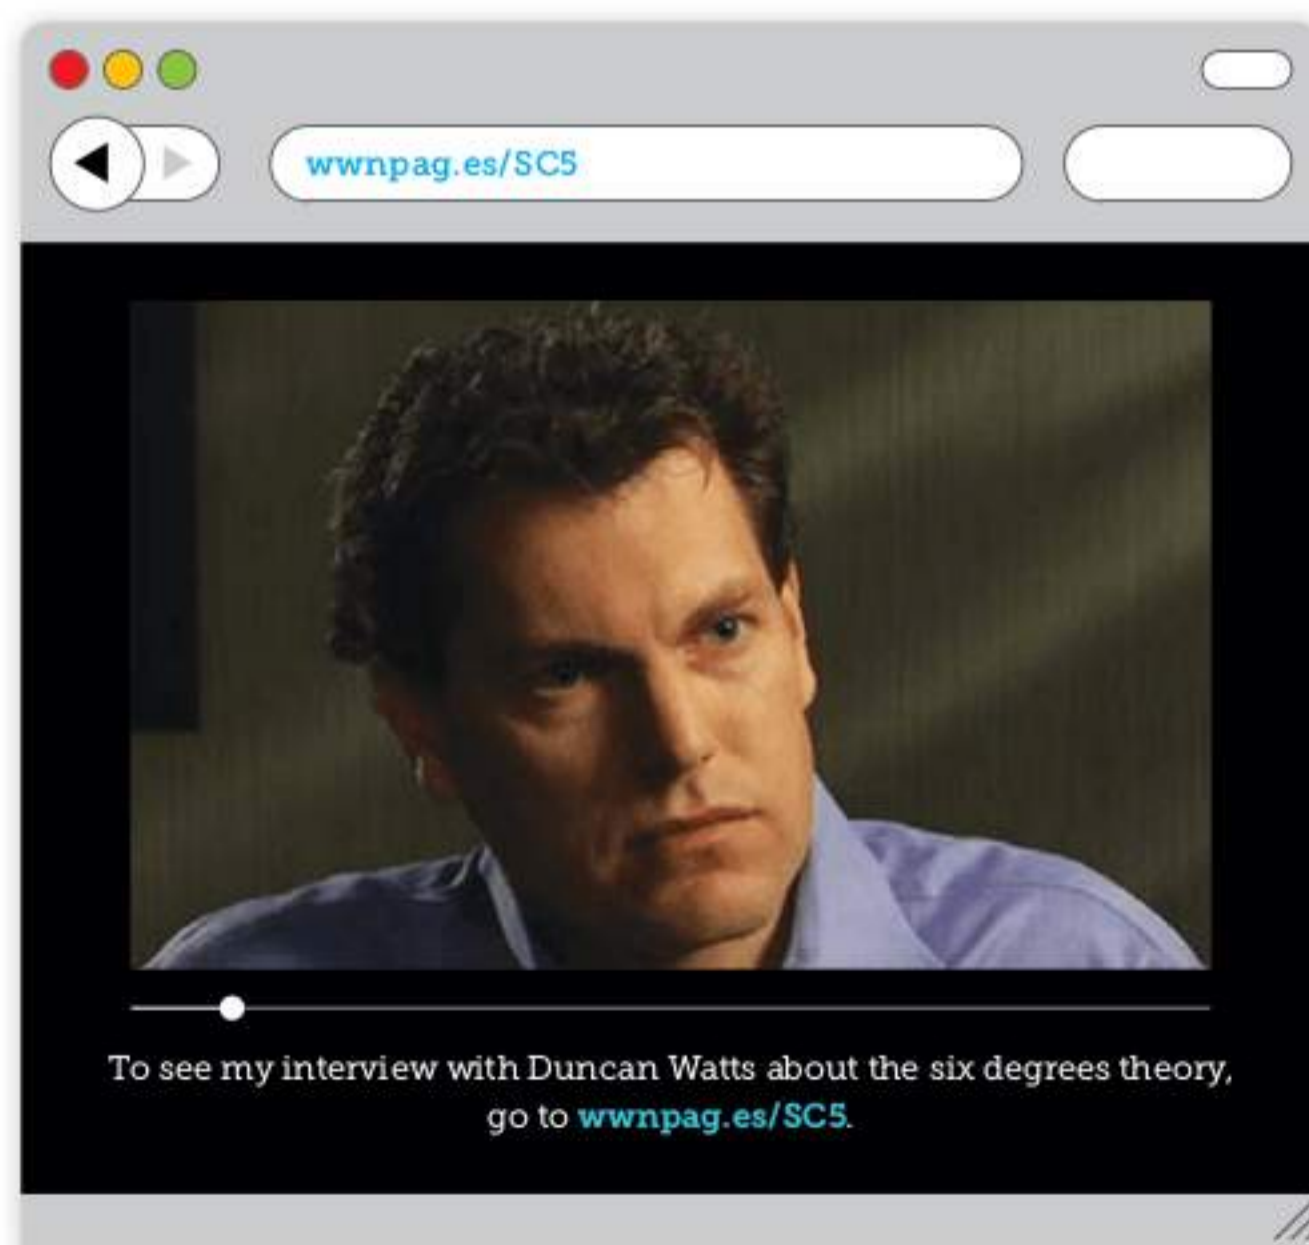 wwnpag.es/SC5
To see my interview with Duncan Watts about the six degrees theory,
go to wwnpag.es/SC5.